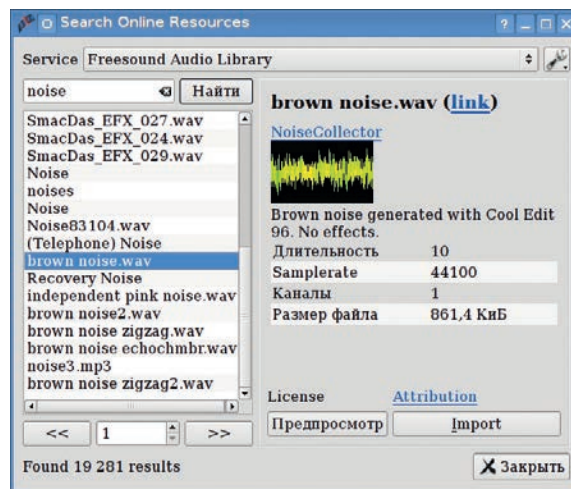 Search Online Resources
Service Freesound Audio Library
noise Найти
SmacDas_EFX_027.wav
SmacDas_EFX_024.wav
SmacDas_EFX_029.wav
Noise
noises
Noise
Noise83104.wav
(Telephone) Noise
brown noise.wav
Recovery Noise
independent pink noise.wav
brown noise2.wav
brown noise zigzag.wav
brown noise echochmbr.wav
noise3.mp3
brown noise zigzag2.wav
<< 1 >>
Found 19 281 results
brown noise.wav (link)
NoiseCollector
Brown noise generated with Cool Edit
96. No effects.
Длительность 10
Samplerate 44100
Каналы 1
Размер файла 861,4 КиБ
License Attribution
Предпросмотр Import
Закрыть